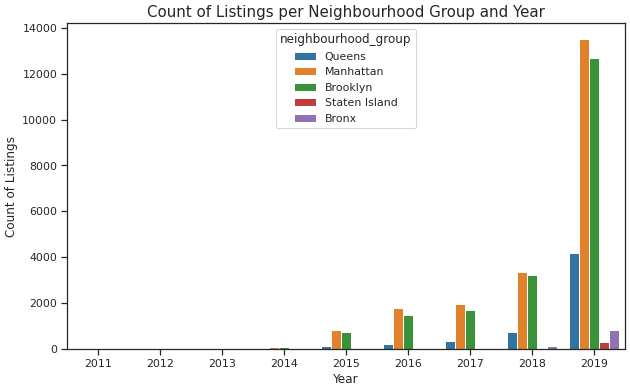 Count of Listings per Neighbourhood Group and Year
neighbourhood_group
Queens
Manhattan
Brooklyn
Staten Island
Bronx
Count of Listings
14000
12000
10000
8000
6000
4000
2000
0
2011 2012 2013 2014 2015 2016 2017 2018 2019
Year